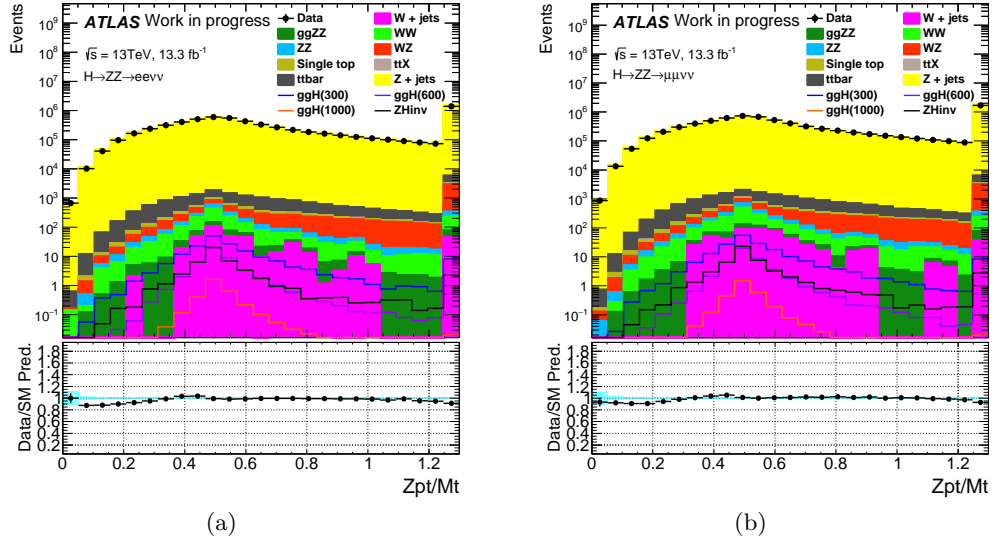 ATLAS Work in progress
√s = 13TeV, 13.3 fb⁻¹
H→ZZ→eeνν
Data
ggZZ
ZZ
Single top
ttbar
ggH(300)
ggH(1000)
W + jets
WW
WZ
ttX
Z + jets
ggH(600)
ZHinv
Events
10⁹
10⁸
10⁷
10⁶
10⁵
10⁴
10³
10²
10
1
10⁻¹
Data/SM Pred.
1.8
1.6
1.4
1.2
1
0.8
0.6
0.4
0.2
0 0.2 0.4 0.6 0.8 1 1.2
Zpt/Mt
(a)
ATLAS Work in progress
√s = 13TeV, 13.3 fb⁻¹
H→ZZ→μμνν
Data
ggZZ
ZZ
Single top
ttbar
ggH(300)
ggH(1000)
W + jets
WW
WZ
ttX
Z + jets
ggH(600)
ZHinv
Events
10⁹
10⁸
10⁷
10⁶
10⁵
10⁴
10³
10²
10
1
10⁻¹
Data/SM Pred.
1.8
1.6
1.4
1.2
1
0.8
0.6
0.4
0.2
0 0.2 0.4 0.6 0.8 1 1.2
Zpt/Mt
(b)